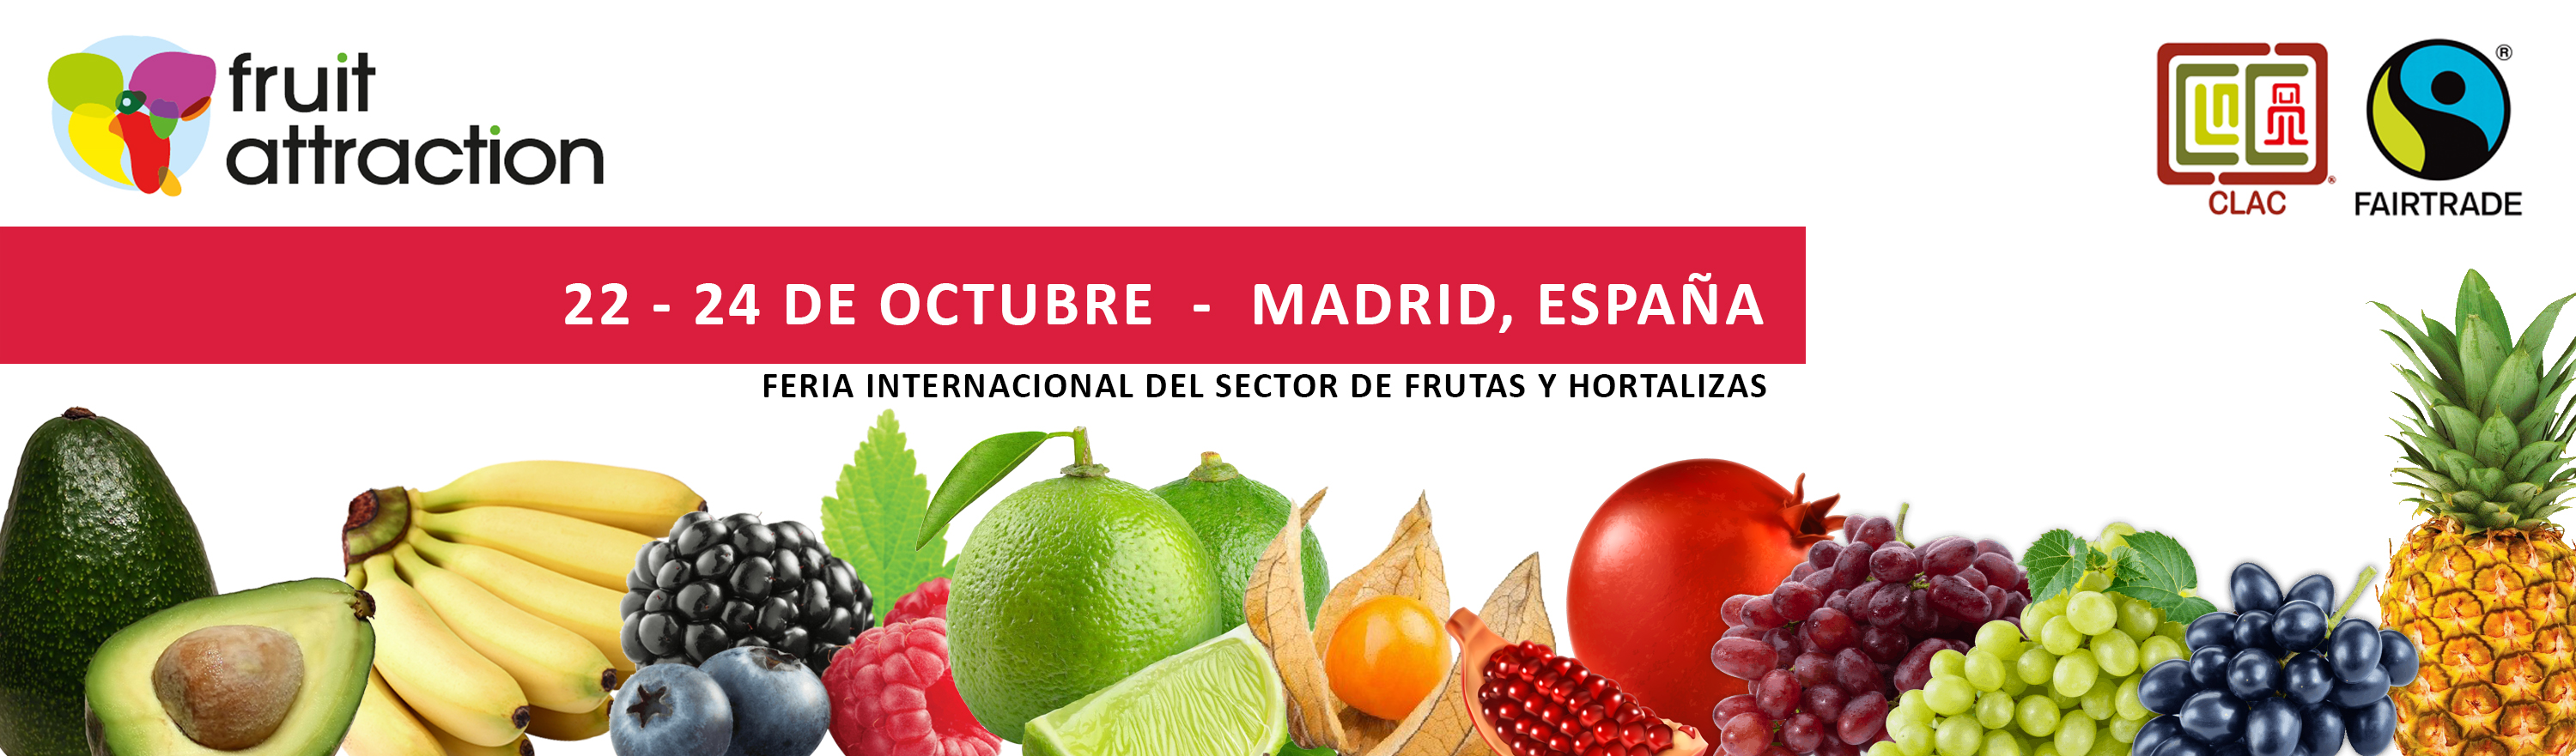 fruit
attraction
CLAC
®
FAIRTRADE
®
22 - 24 DE OCTUBRE - MADRID, ESPAÑA
FERIA INTERNACIONAL DEL SECTOR DE FRUTAS Y HORTALIZAS